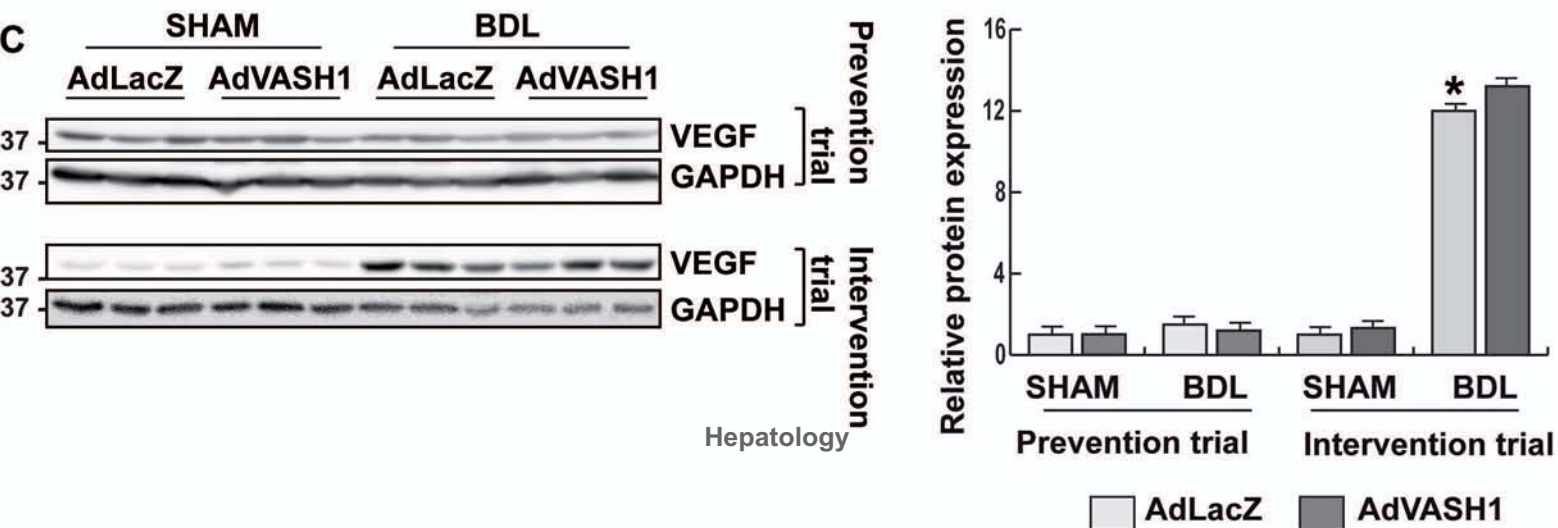 C
SHAM BDL
AdLacZ AdVASH1 AdLacZ AdVASH1
37 VEGF
37 GAPDH
Prevention
trial
37 VEGF
37 GAPDH
Intervention
trial
Hepatology
Relative protein expression
16
12
8
4
0
*
SHAM BDL SHAM BDL
Prevention trial Intervention trial
AdLacZ AdVASH1